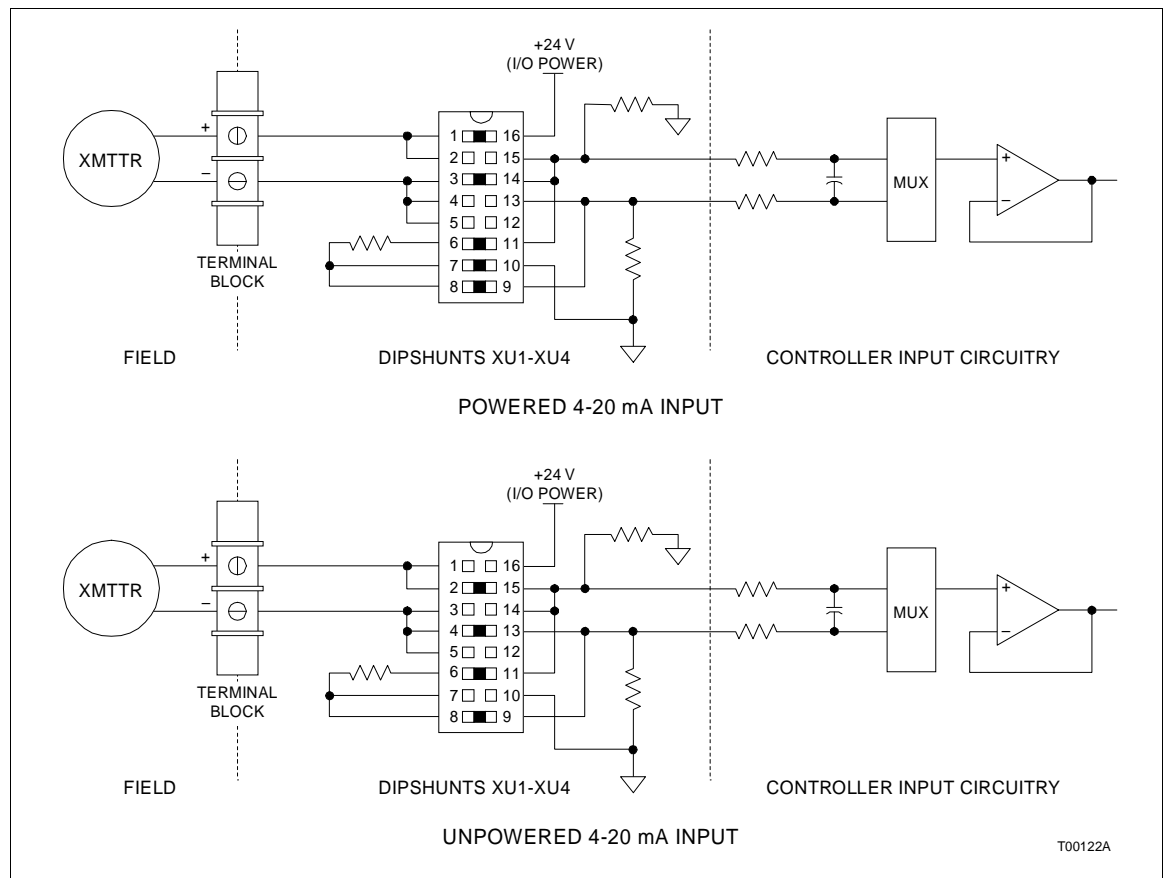 +24 V
(I/O POWER)
XMTTR
+
–
1 16
2 15
3 14
4 13
5 12
6 11
7 10
8 9
MUX
+
–
TERMINAL
BLOCK
FIELD
DIPSHUNTS XU1-XU4
CONTROLLER INPUT CIRCUITRY
POWERED 4-20 mA INPUT
+24 V
(I/O POWER)
XMTTR
+
–
1 16
2 15
3 14
4 13
5 12
6 11
7 10
8 9
MUX
+
–
TERMINAL
BLOCK
FIELD
DIPSHUNTS XU1-XU4
CONTROLLER INPUT CIRCUITRY
UNPOWERED 4-20 mA INPUT
T00122A